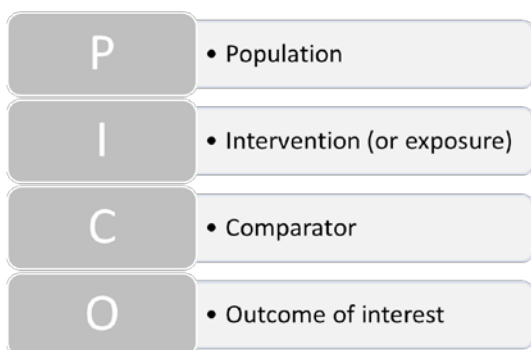 P
• Population
I
• Intervention (or exposure)
C
• Comparator
O
• Outcome of interest